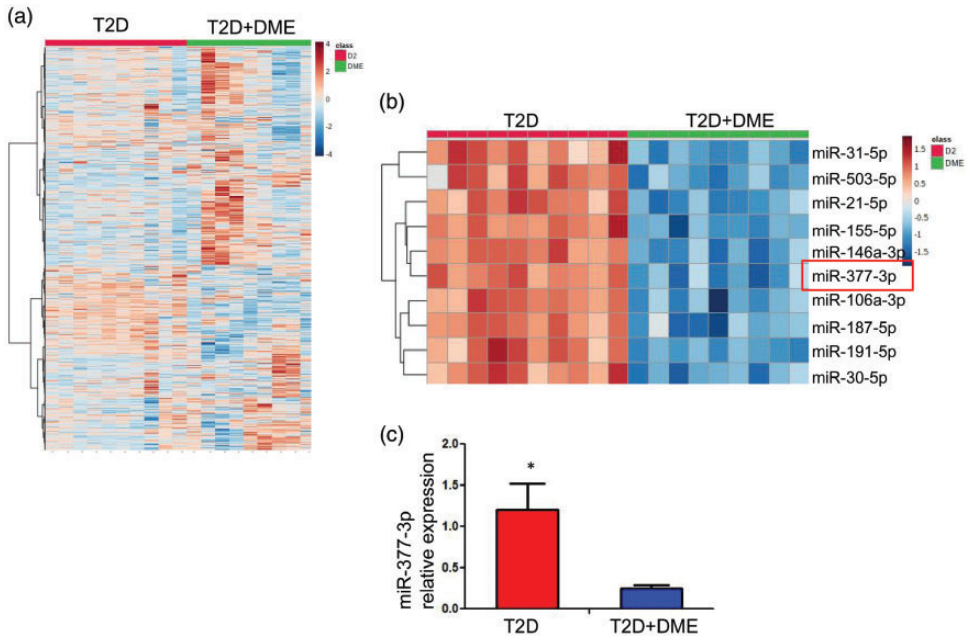 (a)
T2D
T2D+DME
class
D2
DME
4
2
0
-2
-4
(b)
T2D
T2D+DME
class
D2
DME
1.5
1
0.5
0
-0.5
-1
-1.5
miR-31-5p
miR-503-5p
miR-21-5p
miR-155-5p
miR-146a-3p
miR-377-3p
miR-106a-3p
miR-187-5p
miR-191-5p
miR-30-5p
(c)
miR-377-3p
relative expression
2.0
1.5
1.0
0.5
0.0
*
T2D
T2D+DME